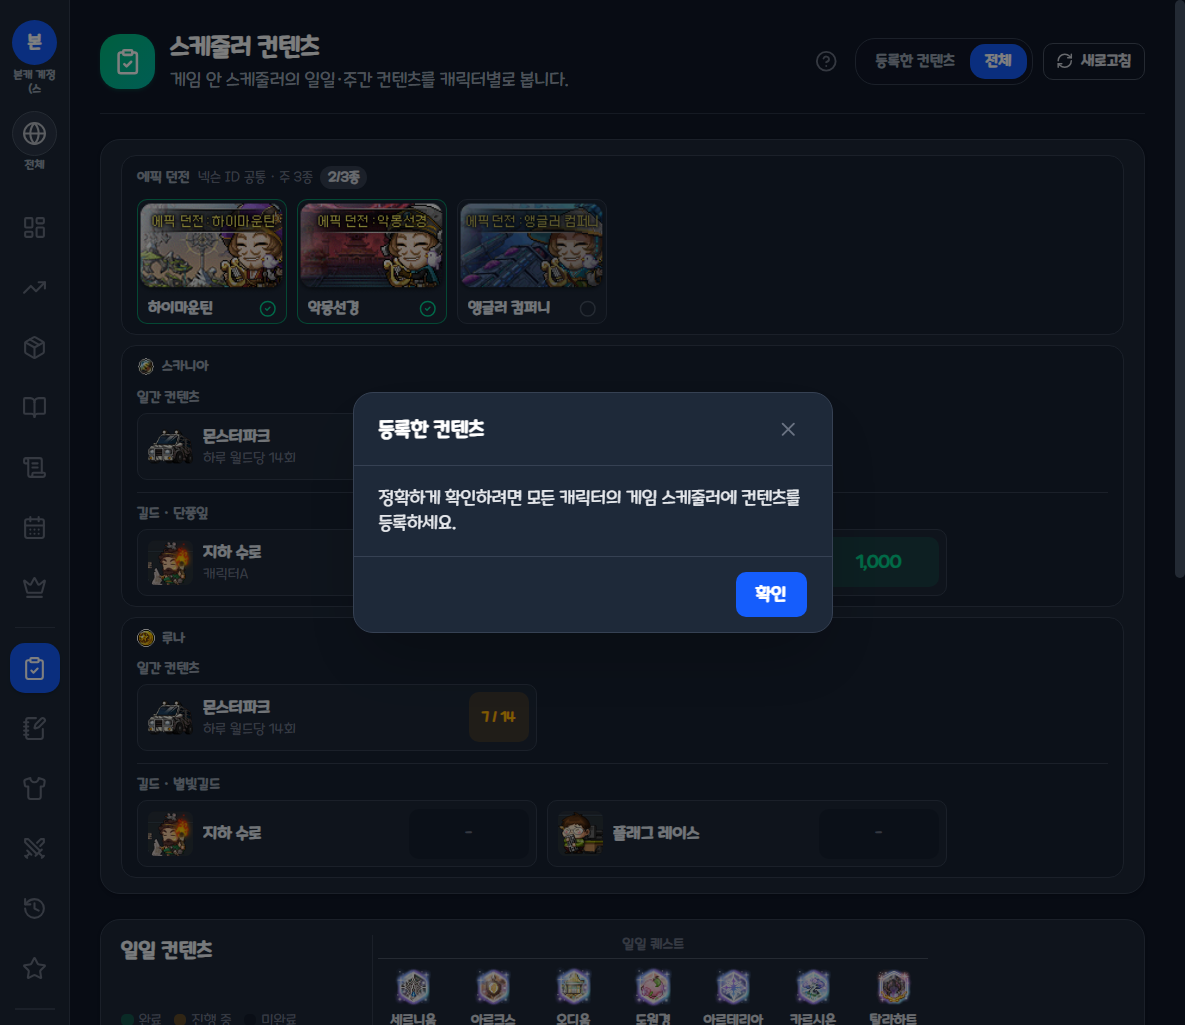 본
본캐 계정
(스
전체
스케줄러 컨텐츠
게임 안 스케줄러의 일일·주간 컨텐츠를 캐릭터별로 봅니다.
등록한 컨텐츠
전체
새로고침
에픽 던전 넥슨 ID 공통 · 주 3종 2/3종
에픽 던전 : 하이마운틴
에픽 던전 : 악몽선경
에픽 던전 : 앵글러 컴퍼니
하이마운틴
악몽선경
앵글러 컴퍼니
스카니아
일간 컨텐츠
몬스터파크
하루 월드당 14회
길드 · 단풍잎
지하 수로
캐릭터A
1,000
등록한 컨텐츠
정확하게 확인하려면 모든 캐릭터의 게임 스케줄러에 컨텐츠를
등록하세요.
확인
루나
일간 컨텐츠
몬스터파크
하루 월드당 14회
7 / 14
길드 · 별빛길드
지하 수로
-
플래그 레이스
-
일일 컨텐츠
완료
진행 중
미완료
일일 퀘스트
세르니움
아르크스
오디움
도원경
아르테리아
카르시온
탈라하트